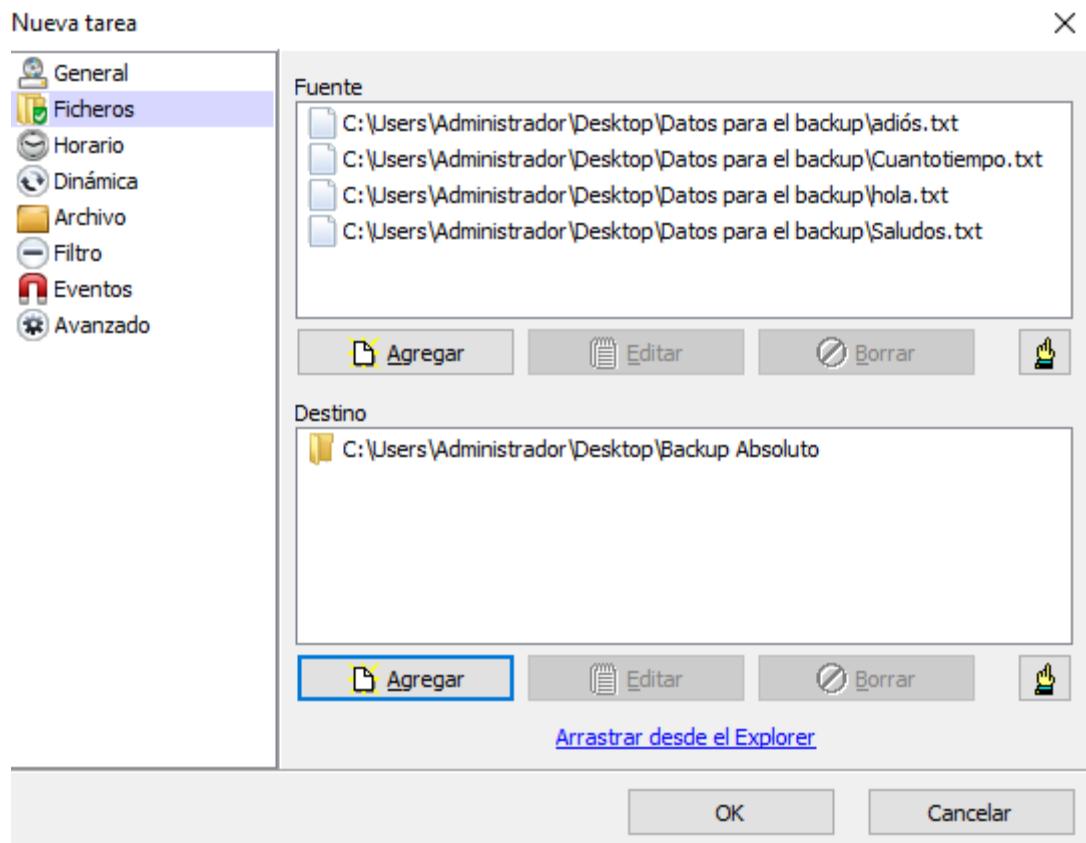 Nueva tarea
General
Ficheros
Horario
Dinámica
Archivo
Filtro
Eventos
Avanzado
Fuente
C:\Users\Administrador\Desktop\Datos para el backup\adiós.txt
C:\Users\Administrador\Desktop\Datos para el backup\Cuantotiempo.txt
C:\Users\Administrador\Desktop\Datos para el backup\hola.txt
C:\Users\Administrador\Desktop\Datos para el backup\Saludos.txt
Agregar Editar Borrar
Destino
C:\Users\Administrador\Desktop\Backup Absoluto
Agregar Editar Borrar
Arrastrar desde el Explorer
OK Cancelar